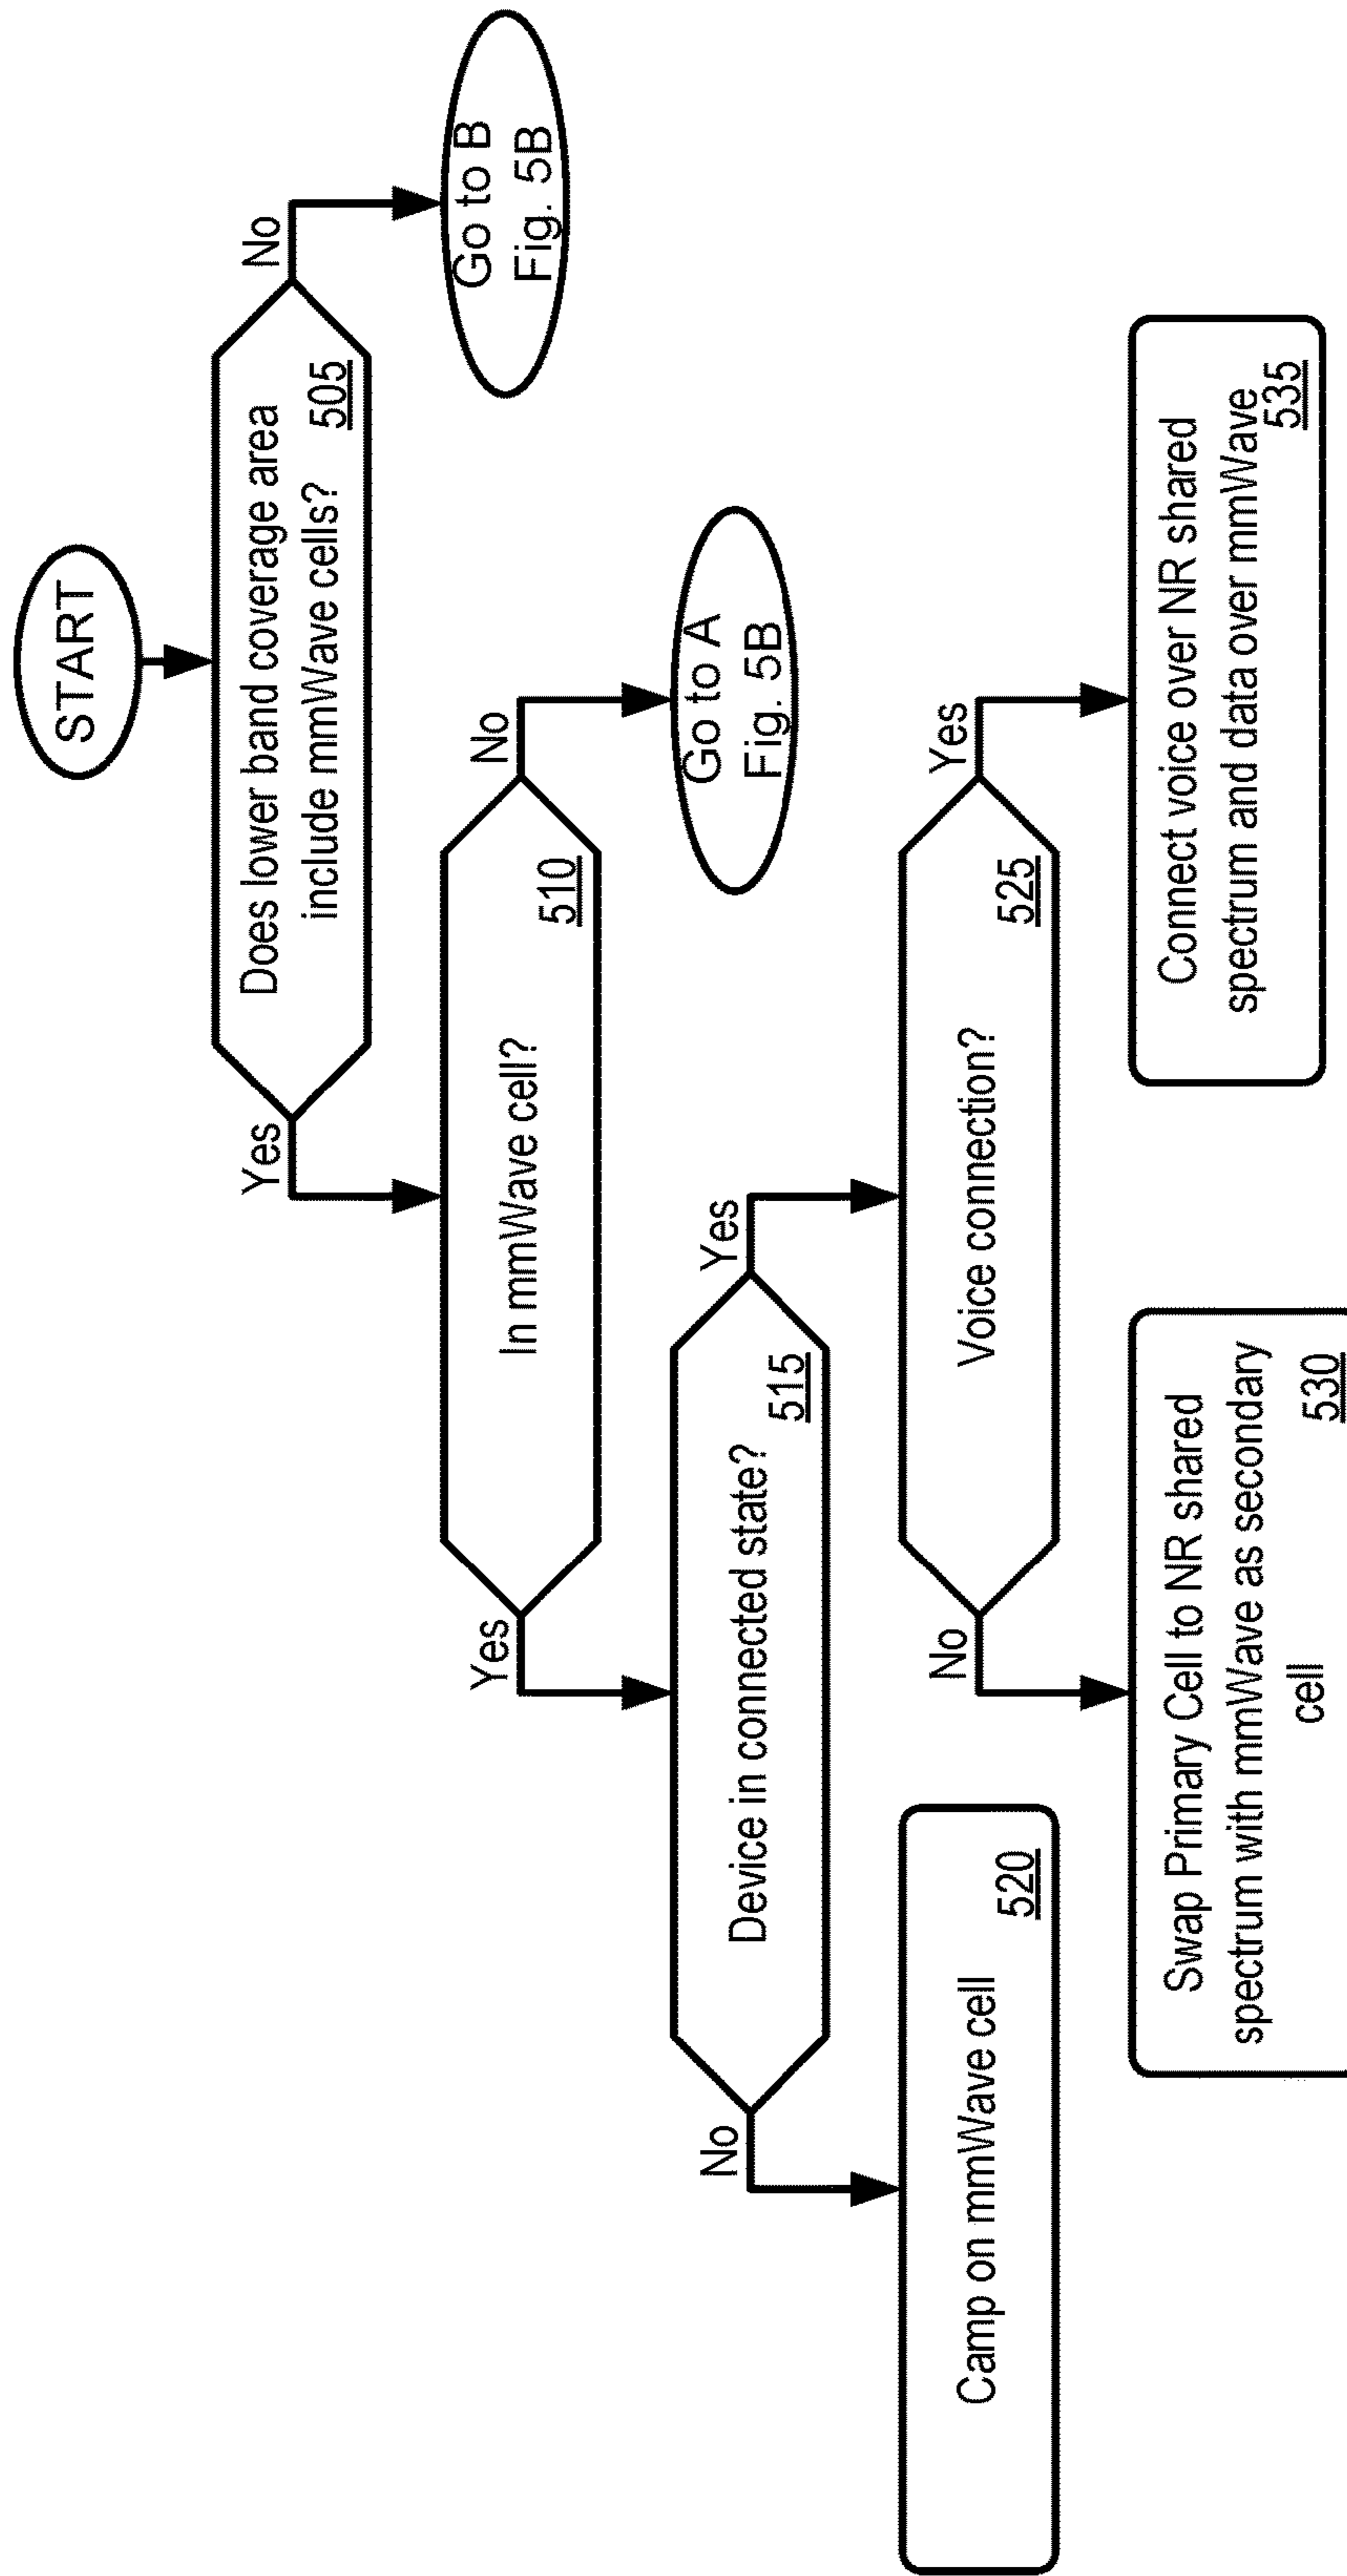 START
Does lower band coverage area
include mmWave cells? 505
Yes
No
Go to B
Fig. 5B
In mmWave cell?
510
Yes
No
Go to A
Fig. 5B
Device in connected state?
515
No
Yes
Camp on mmWave cell
520
Voice connection?
525
No
Yes
Swap Primary Cell to NR shared
spectrum with mmWave as secondary
cell
530
Connect voice over NR shared
spectrum and data over mmWave
535